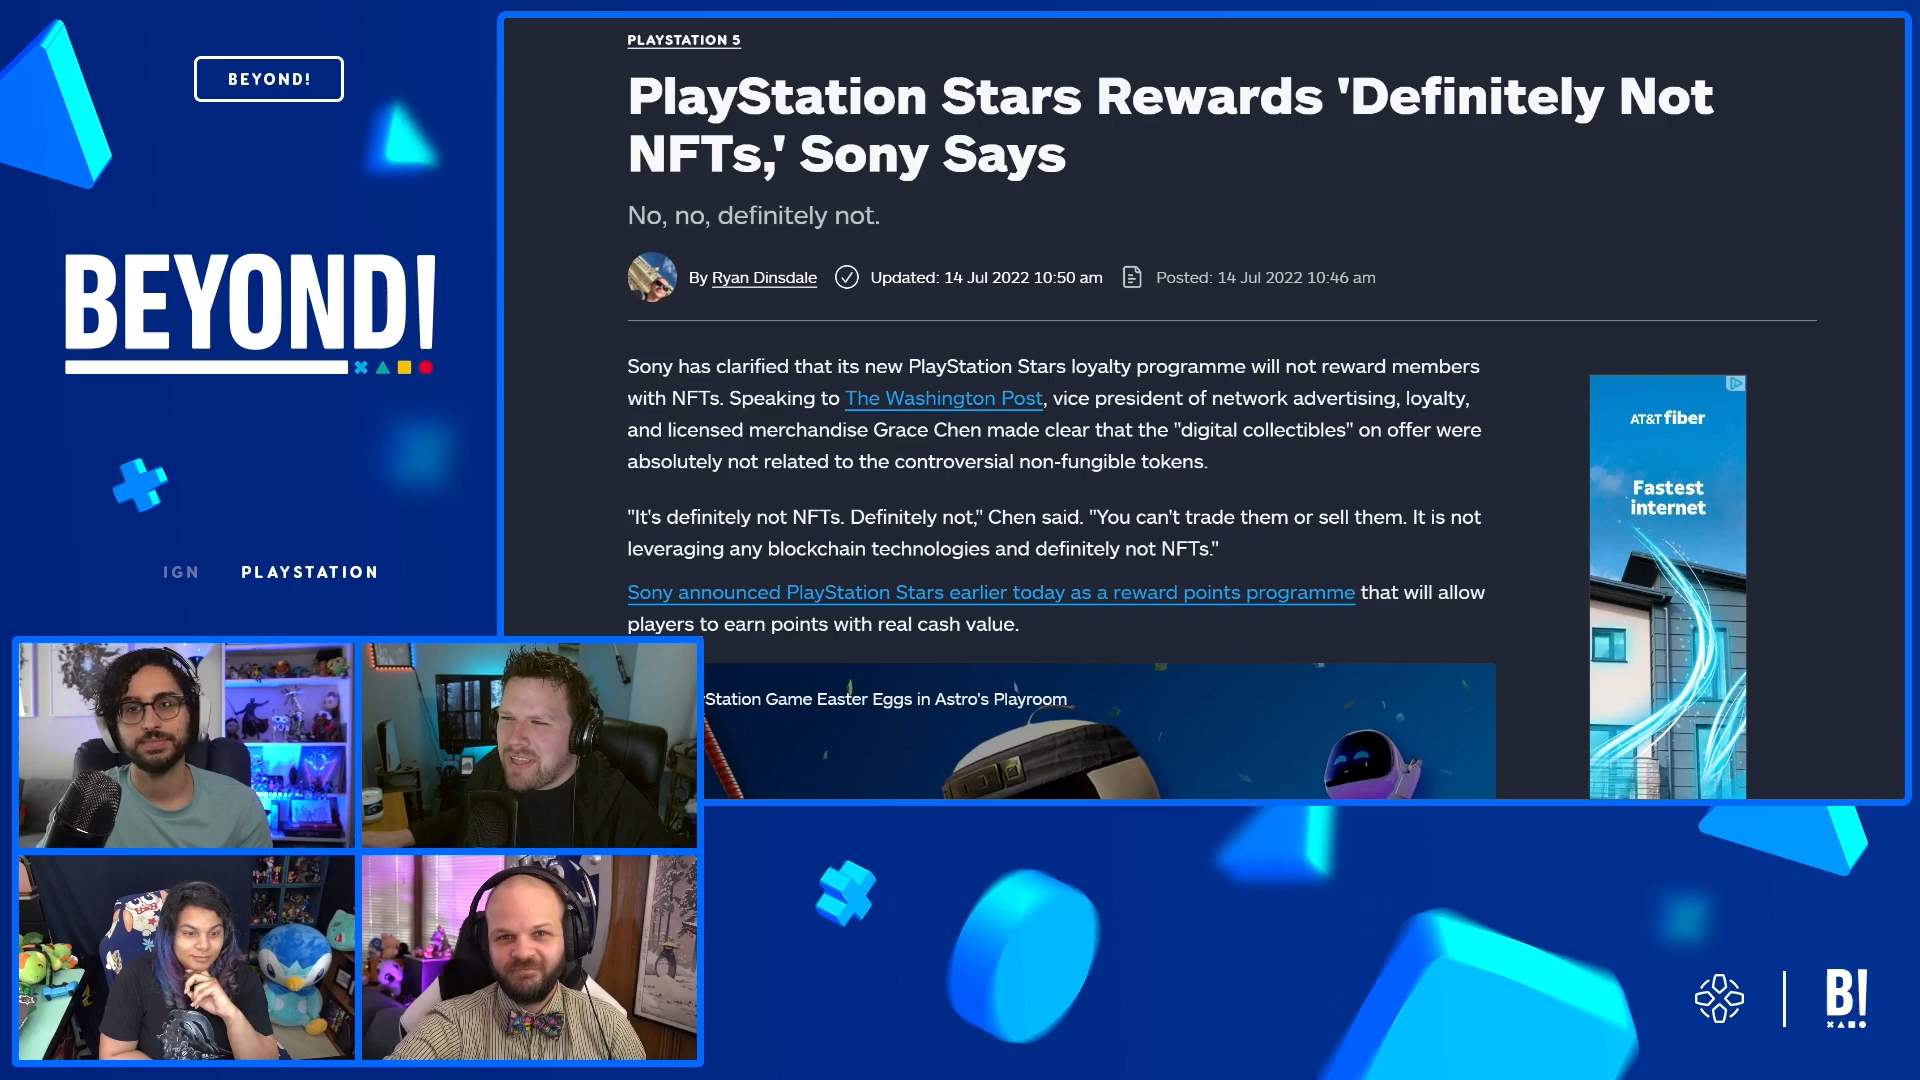 BEYOND!
BEYOND!
IGN PLAYSTATION
PLAYSTATION 5
PlayStation Stars Rewards 'Definitely Not
NFTs,' Sony Says
No, no, definitely not.
By Ryan Dinsdale Updated: 14 Jul 2022 10:50 am Posted: 14 Jul 2022 10:46 am
Sony has clarified that its new PlayStation Stars loyalty programme will not reward members
with NFTs. Speaking to The Washington Post, vice president of network advertising, loyalty,
and licensed merchandise Grace Chen made clear that the "digital collectibles" on offer were
absolutely not related to the controversial non-fungible tokens.
"It's definitely not NFTs. Definitely not," Chen said. "You can't trade them or sell them. It is not
leveraging any blockchain technologies and definitely not NFTs."
Sony announced PlayStation Stars earlier today as a reward points programme that will allow
players to earn points with real cash value.
Station Game Easter Eggs in Astro's Playroom
AT&T fiber
Fastest
internet
B!